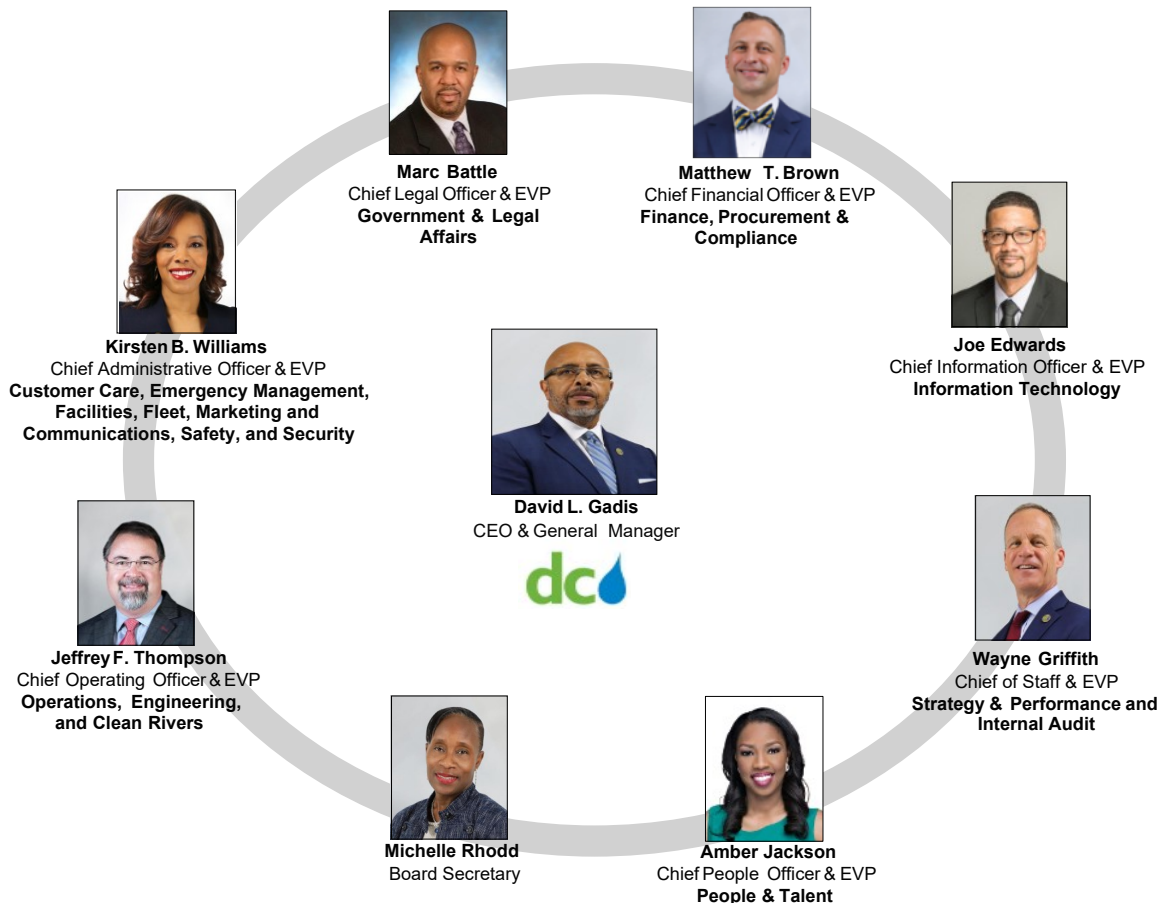 Marc Battle
Chief Legal Officer & EVP
Government & Legal
Affairs
Matthew T. Brown
Chief Financial Officer & EVP
Finance, Procurement &
Compliance
Kirsten B. Williams
Chief Administrative Officer & EVP
Customer Care, Emergency Management,
Facilities, Fleet, Marketing and
Communications, Safety, and Security
Joe Edwards
Chief Information Officer & EVP
Information Technology
David L. Gadis
CEO & General Manager
dc
Jeffrey F. Thompson
Chief Operating Officer & EVP
Operations, Engineering,
and Clean Rivers
Wayne Griffith
Chief of Staff & EVP
Strategy & Performance and
Internal Audit
Michelle Rhodd
Board Secretary
Amber Jackson
Chief People Officer & EVP
People & Talent